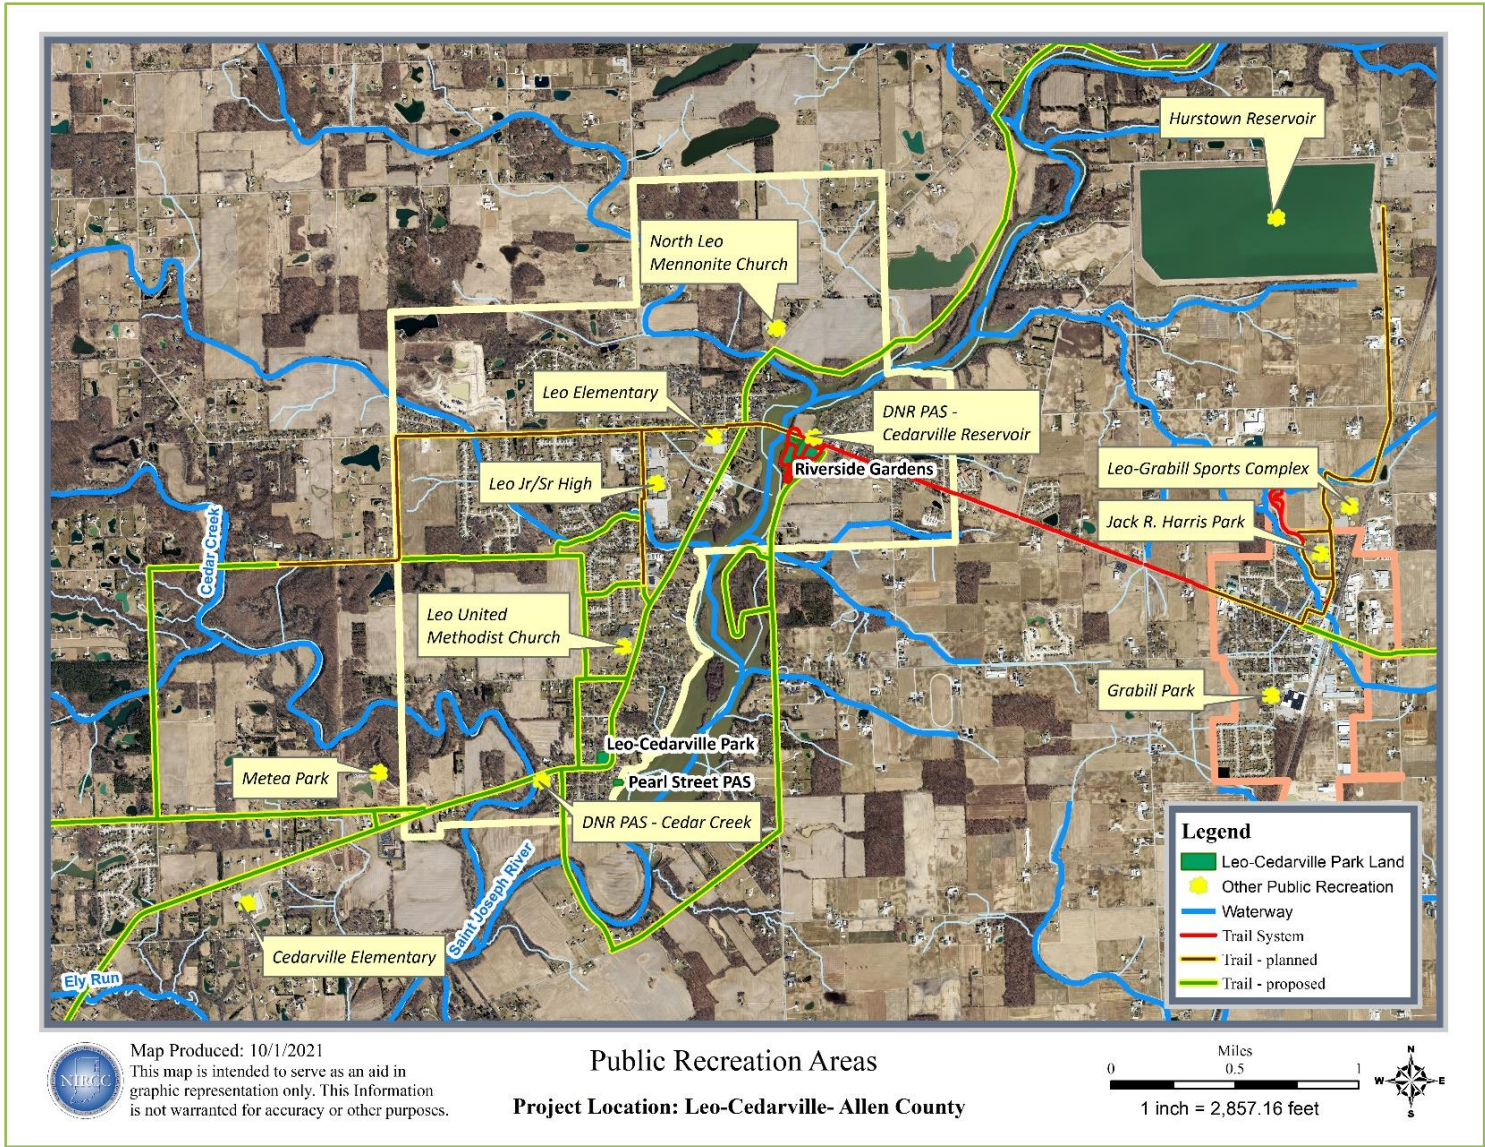 Hurstown Reservoir
North Leo
Mennonite Church
Leo Elementary
DNR PAS -
Cedarville Reservoir
Riverside Gardens
Leo-Grabill Sports Complex
Leo Jr/Sr High
Jack R. Harris Park
Cedar Creek
Leo United
Methodist Church
Grabill Park
Leo-Cedarville Park
Metea Park
Pearl Street PAS
DNR PAS - Cedar Creek
Saint Joseph River
Cedarville Elementary
Ely Run
Legend
Leo-Cedarville Park Land
Other Public Recreation
Waterway
Trail System
Trail - planned
Trail - proposed
NIRCC
Map Produced: 10/1/2021
This map is intended to serve as an aid in
graphic representation only. This Information
is not warranted for accuracy or other purposes.
Public Recreation Areas
Project Location: Leo-Cedarville- Allen County
Miles
0 0.5 1
1 inch = 2,857.16 feet
N
W E
S